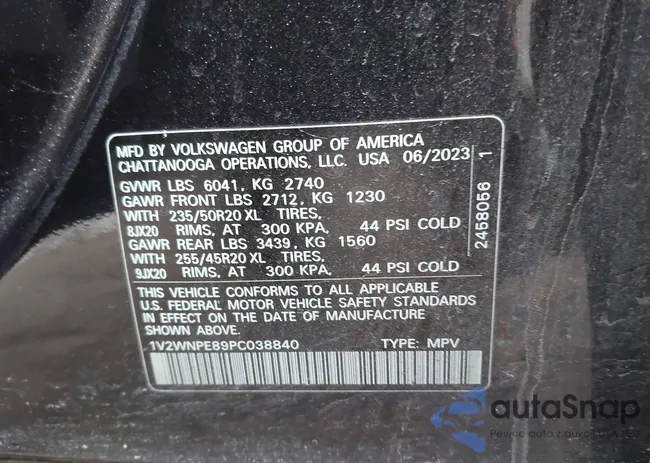 MFD BY VOLKSWAGEN GROUP OF AMERICA
CHATTANOOGA OPERATIONS, LLC. USA 06/2023
GVWR LBS 6041, KG 2740
GAWR FRONT LBS 2712, KG 1230
WITH 235/50R20 XL TIRES,
8JX20 RIMS, AT 300 KPA, 44 PSI COLD
GAWR REAR LBS 3439, KG 1560
WITH 255/45R20 XL TIRES,
9JX20 RIMS, AT 300 KPA, 44 PSI COLD
THIS VEHICLE CONFORMS TO ALL APPLICABLE
U.S. FEDERAL MOTOR VEHICLE SAFETY STANDARDS
IN EFFECT ON THE DATE OF MANUFACTURE
SHOWN ABOVE.
1V2WNPE89PC038840 TYPE: MPV
2458056 1
autaSnap
Pewne auto z aukcji